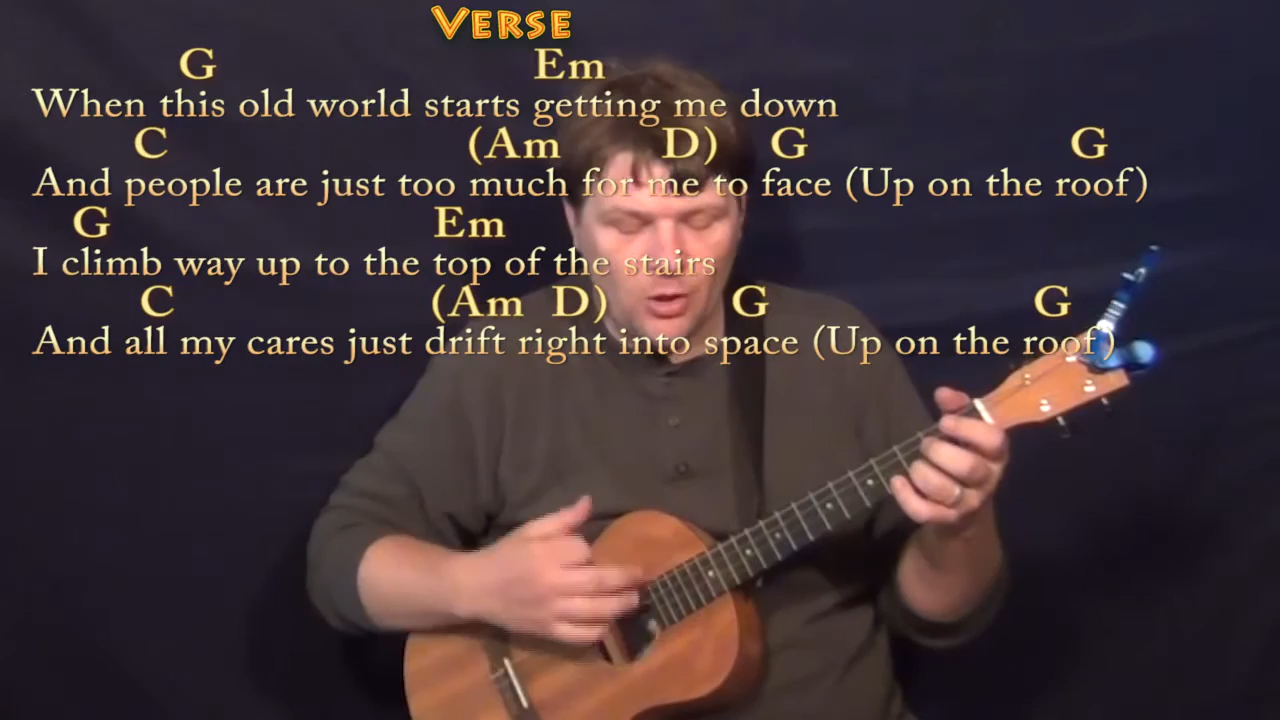 VERSE
G Em
When this old world starts getting me down
C (Am D) G G
And people are just too much for me to face (Up on the roof)
G Em
I climb way up to the top of the stairs
C (Am D) G G
And all my cares just drift right into space (Up on the roof)